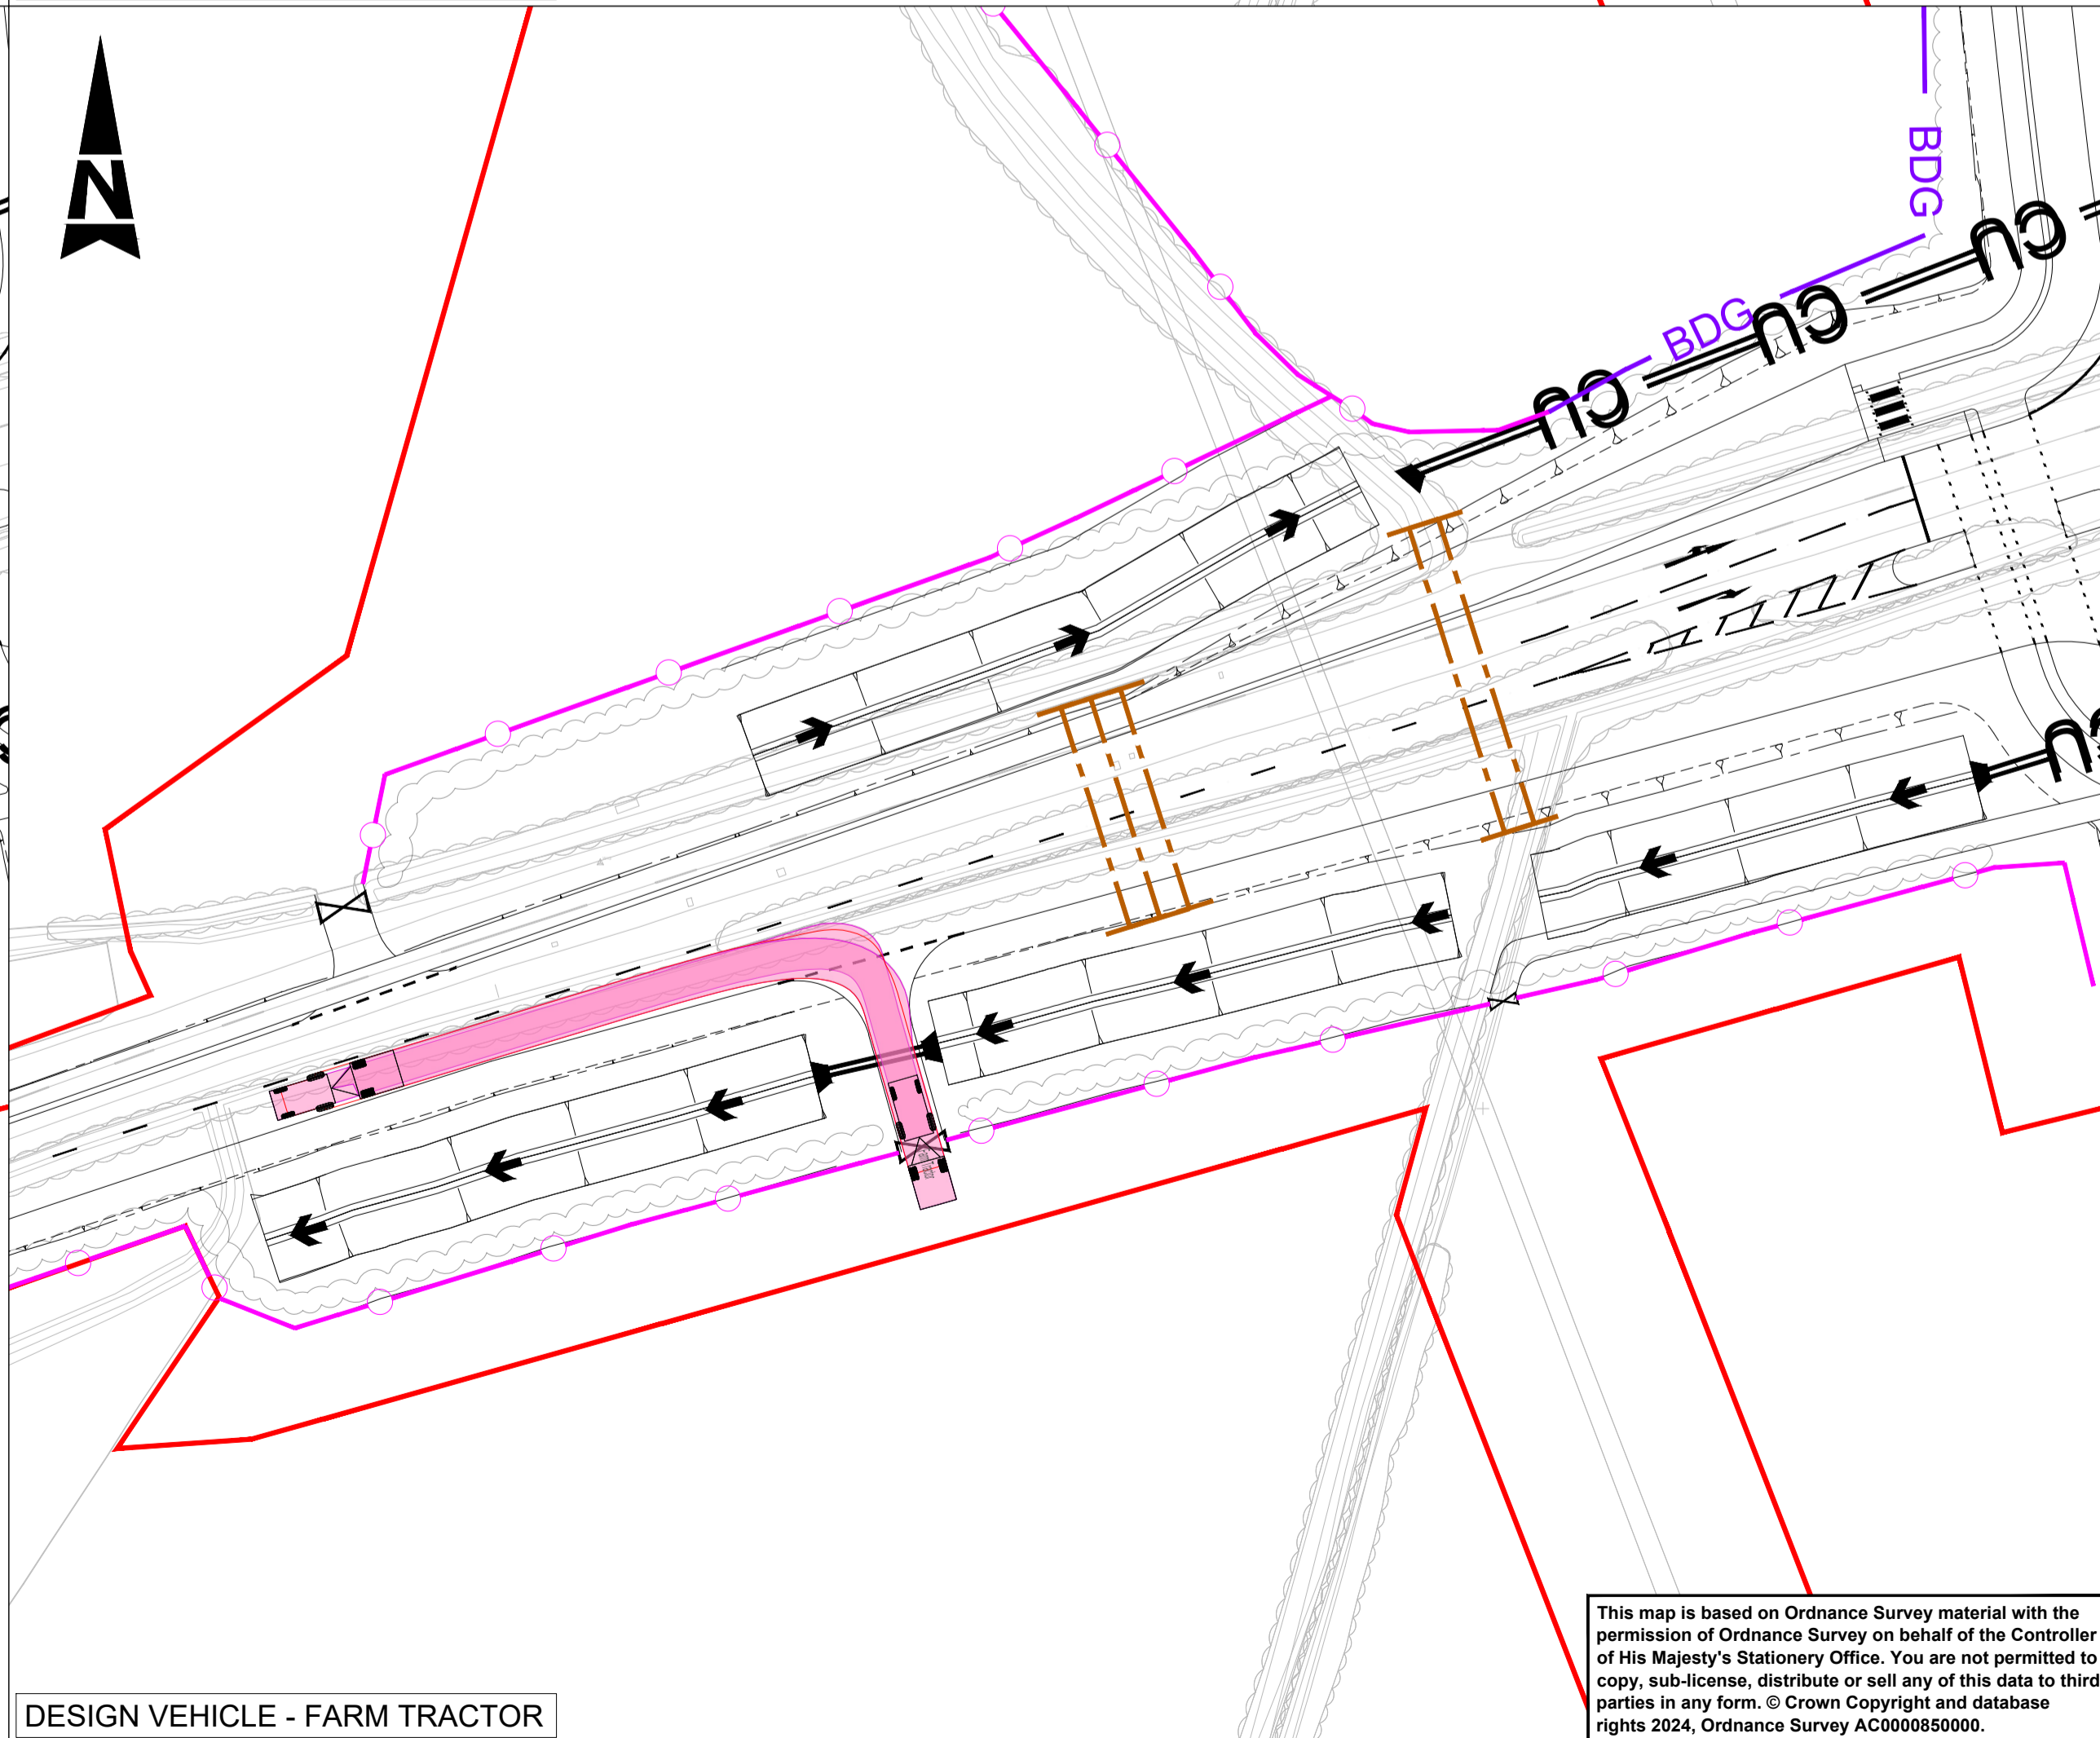 N
BDG
CU
BDG
CU
CU
CU
DESIGN VEHICLE - FARM TRACTOR
This map is based on Ordnance Survey material with the
permission of Ordnance Survey on behalf of the Controller
of His Majesty's Stationery Office. You are not permitted to
copy, sub-license, distribute or sell any of this data to third
parties in any form. © Crown Copyright and database
rights 2024, Ordnance Survey AC0000850000.